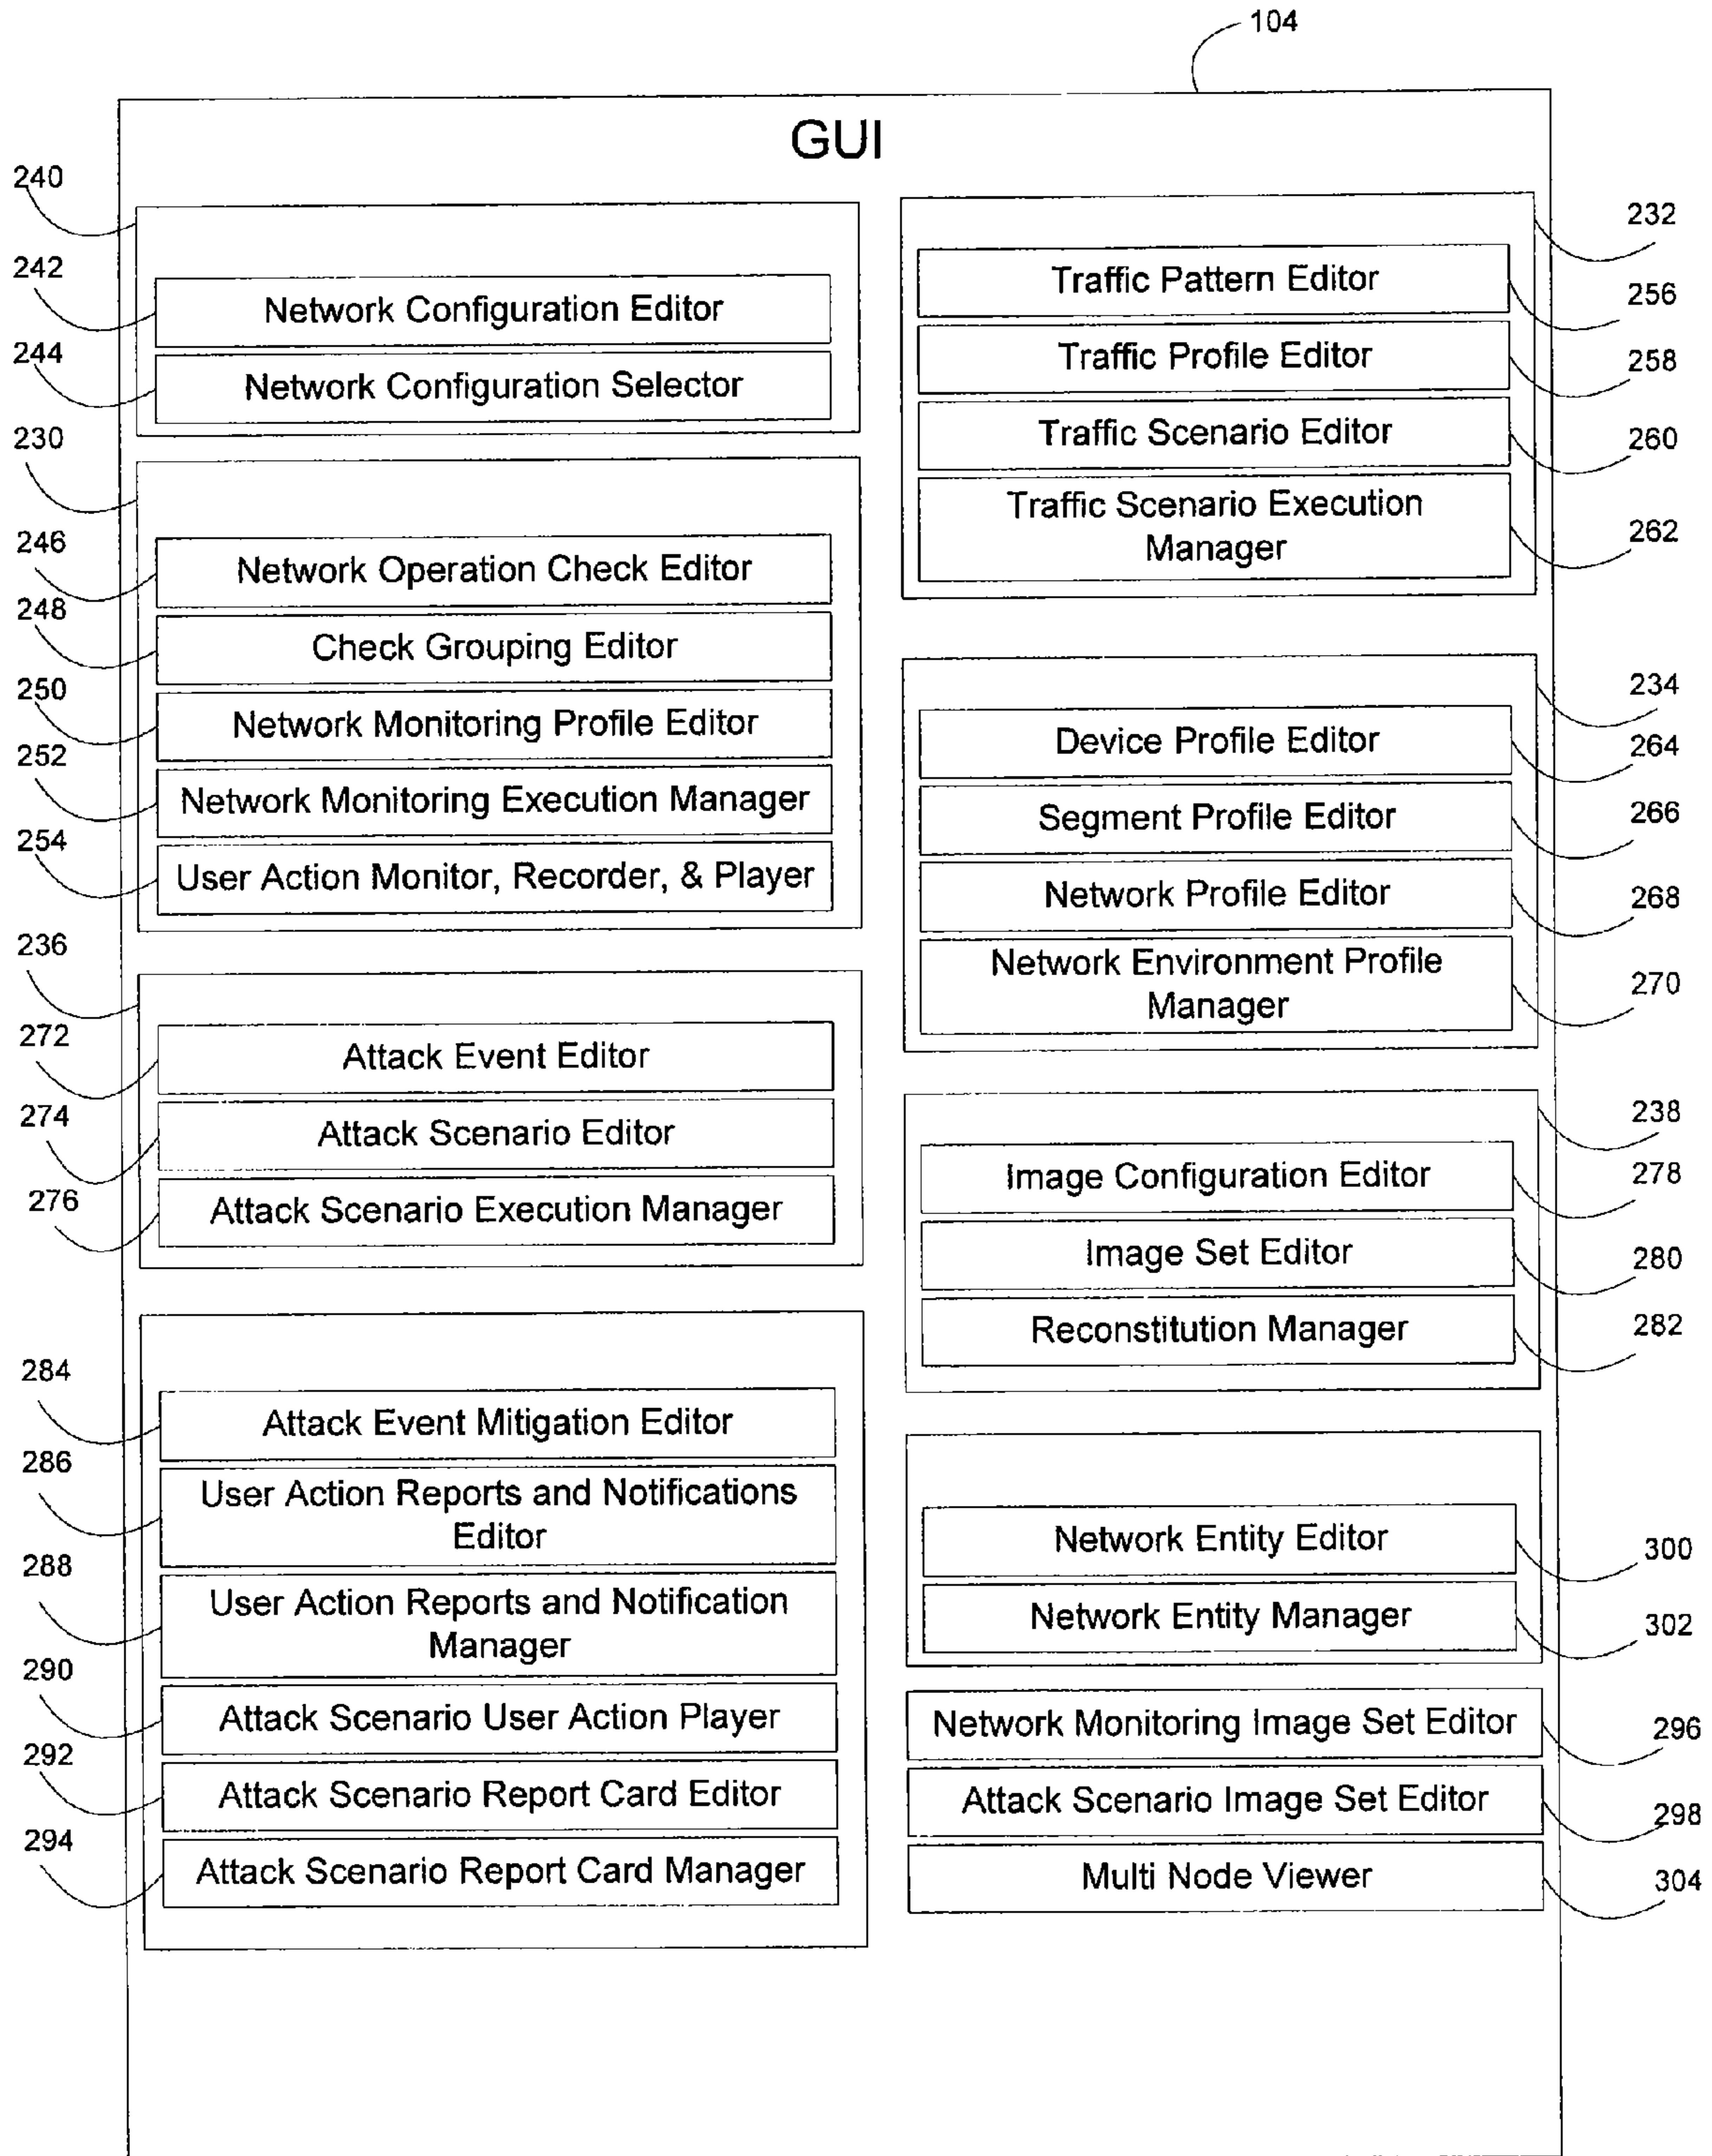 104
GUI
240
242
Network Configuration Editor
244
Network Configuration Selector
230
246
Network Operation Check Editor
248
Check Grouping Editor
250
Network Monitoring Profile Editor
252
Network Monitoring Execution Manager
254
User Action Monitor, Recorder, & Player
236
272
Attack Event Editor
274
Attack Scenario Editor
276
Attack Scenario Execution Manager
284
Attack Event Mitigation Editor
286
User Action Reports and Notifications
Editor
288
User Action Reports and Notification
Manager
290
Attack Scenario User Action Player
292
Attack Scenario Report Card Editor
294
Attack Scenario Report Card Manager
232
Traffic Pattern Editor
256
Traffic Profile Editor
258
Traffic Scenario Editor
260
Traffic Scenario Execution
Manager
262
234
Device Profile Editor
264
Segment Profile Editor
266
Network Profile Editor
268
Network Environment Profile
Manager
270
238
Image Configuration Editor
278
Image Set Editor
280
Reconstitution Manager
282
Network Entity Editor
300
Network Entity Manager
302
Network Monitoring Image Set Editor
296
Attack Scenario Image Set Editor
298
Multi Node Viewer
304